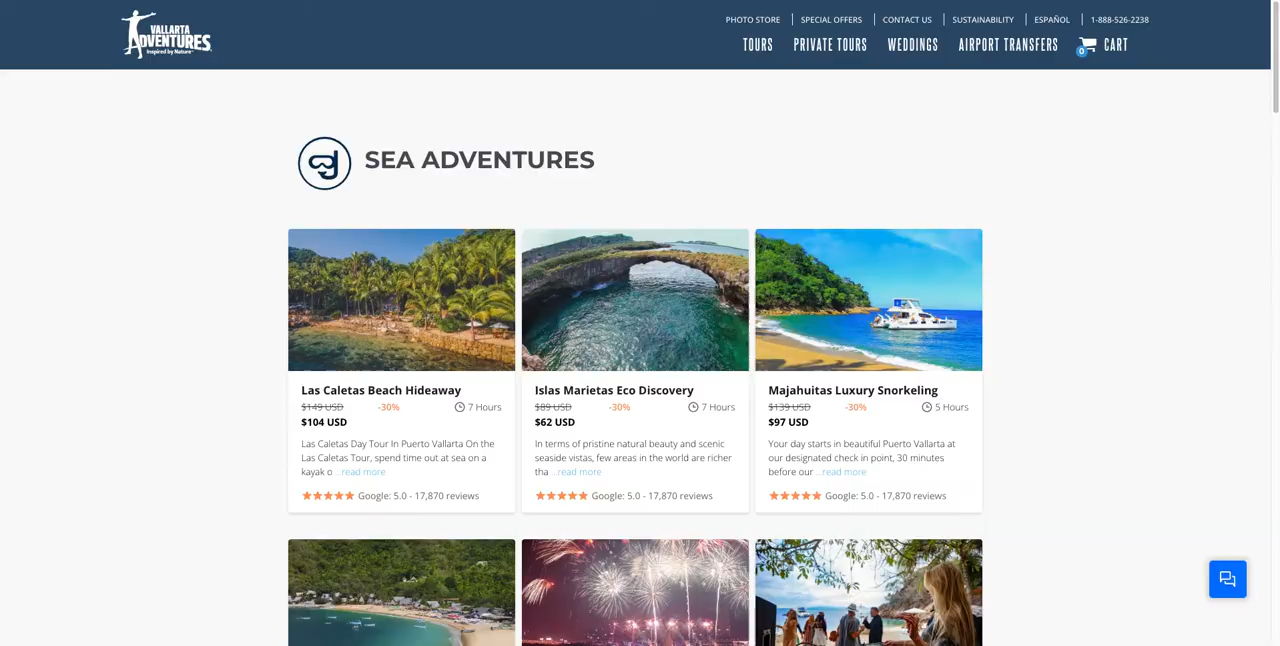 VALLARTA
ADVENTURES
Inspired by Nature
PHOTO STORE
SPECIAL OFFERS
CONTACT US
SUSTAINABILITY
ESPAÑOL
1-888-526-2238
TOURS
PRIVATE TOURS
WEDDINGS
AIRPORT TRANSFERS
0
CART
SEA ADVENTURES
Las Caletas Beach Hideaway
$149 USD -30% 7 Hours
$104 USD
Las Caletas Day Tour In Puerto Vallarta On the
Las Caletas Tour, spend time out at sea on a
kayak o ...read more
Google: 5.0 - 17,870 reviews
Islas Marietas Eco Discovery
$89 USD -30% 7 Hours
$62 USD
In terms of pristine natural beauty and scenic
seaside vistas, few areas in the world are richer
tha ...read more
Google: 5.0 - 17,870 reviews
Majahuitas Luxury Snorkeling
$139 USD -30% 5 Hours
$97 USD
Your day starts in beautiful Puerto Vallarta at
our designated check in point, 30 minutes
before our ...read more
Google: 5.0 - 17,870 reviews